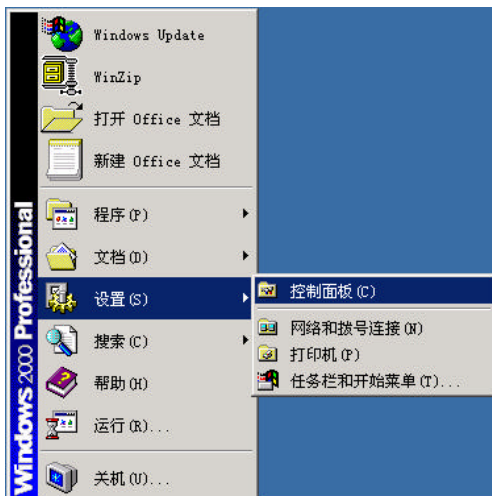 Windows Update
WinZip
打开 Office 文档
新建 Office 文档
程序(P)
文档(D)
设置(S)
搜索(C)
帮助(H)
运行(R)...
关机(U)...
控制面板(C)
网络和拨号连接(N)
打印机(P)
任务栏和开始菜单(T)...
Windows 2000 Professional